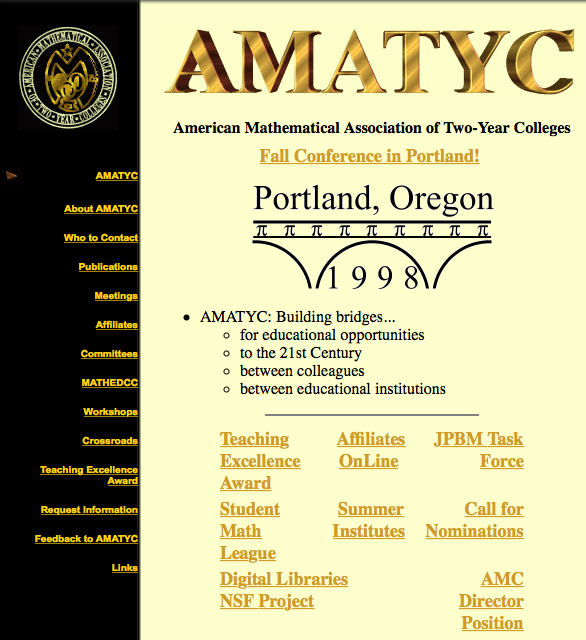 AMERICAN MATHEMATICAL ASSOCIATION
OF TWO-YEAR COLLEGES
AMATYC
About AMATYC
Who to Contact
Publications
Meetings
Affiliates
Committees
MATHEDCC
Workshops
Crossroads
Teaching Excellence
Award
Request Information
Feedback to AMATYC
Links
AMATYC
American Mathematical Association of Two-Year Colleges
Fall Conference in Portland!
Portland, Oregon
π π π π π π π π π
1 9 9 8
AMATYC: Building bridges...
for educational opportunities
to the 21st Century
between colleagues
between educational institutions
Teaching
Excellence
Award
Affiliates
OnLine
JPBM Task
Force
Student
Math
League
Summer
Institutes
Call for
Nominations
Digital Libraries
NSF Project
AMC
Director
Position